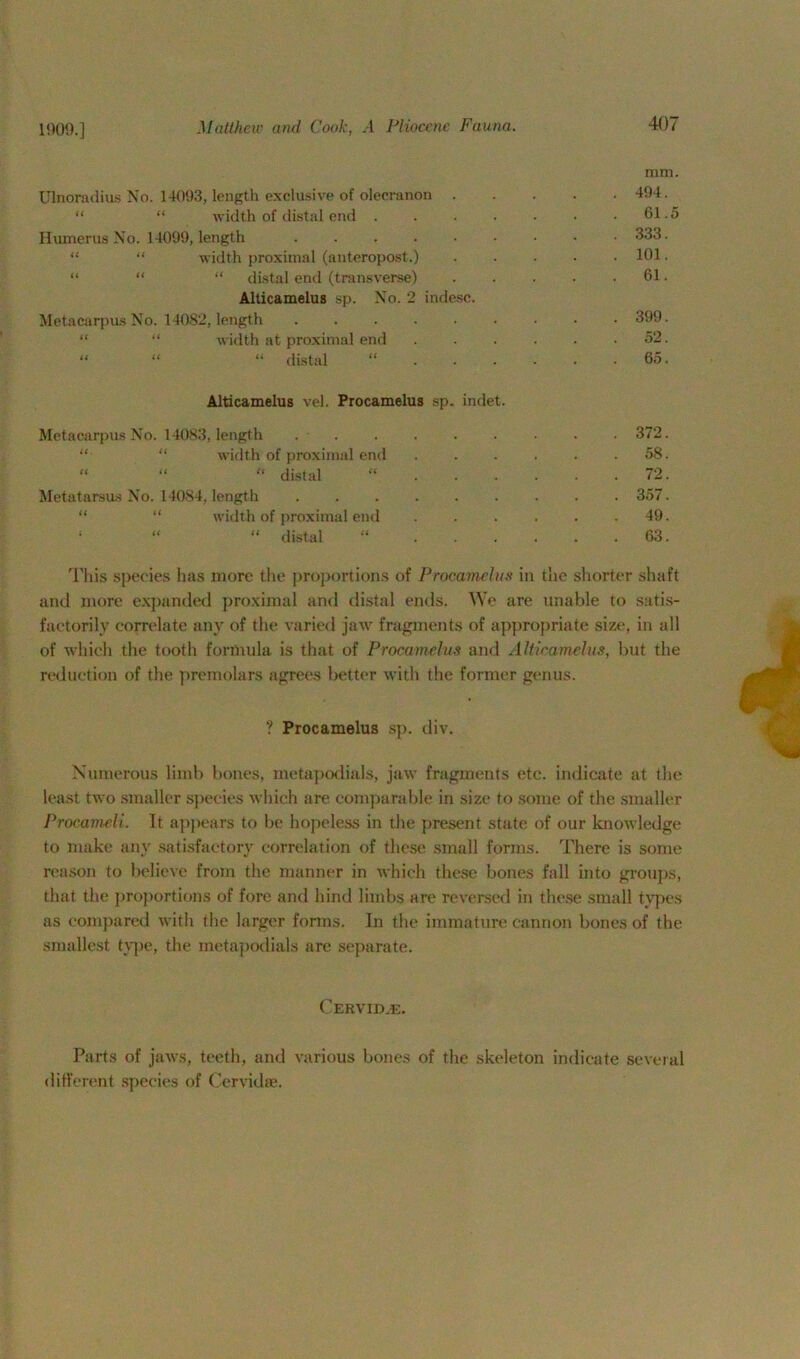 1909.] Matthew and Cook, A Pliocene Fauna. 407
mm.
Ulnoradius No. 14093, length exclusive of olecranon . . . . . 494.
“ “ width of distal end . . . . . . . 61.5
Humerus No. 14099, length . . . . . . . . . 333.
“ “ width proximal (anteropost.) . . . . . 101.
“ “ “ distal end (transverse) . . . . . 61.
Alticamelus sp. No. 2 indesc.
Metacarpus No. 14082, length . . . . . . . . . 399.
“ “ width at proximal end . . . . . . 52.
“ “ “ distal “ . . . . . . 65.
Alticamelus vel. Procamelus sp. indet.
Metacarpus No. 14083, length . . . . . . . . . 372.
“ “ width of proximal end . . . . . . 58.
“ “ “ distal “ . . . . . . 72.
Metatarsus No. 14084, length . . . . . . . . . 357.
“ “ width of proximal end . . . . . . 49.
‘ “ “ distal “ . . . . . . 63.
This species has more the proportions of Procamelus in the shorter shaft
and more expanded proximal and distal ends. We are unable to satis-
factorily correlate any of the varied jaw fragments of appropriate size, in all
of which the tooth formula is that of Procamelus and Alticamelus, but the
reduction of the premolars agrees better with the former genus.
? Procamelus sp. div.
Numerous limb bones, metapodials, jaw fragments etc. indicate at the
least two smaller species which are comparable in size to some of the smaller
Procameli. It appears to be hopeless in the present state of our knowledge
to make any satisfactory correlation of these small forms. There is some
reason to believe from the manner in which these bones fall into groups,
that the proportions of fore and hind limbs are reversed in these small types
as compared with the larger forms. In the immature cannon bones of the
smallest type, the metapodials are separate.
Cervidæ.
Parts of jaws, teeth, and various bones of the skeleton indicate several
different species of Cervidæ.